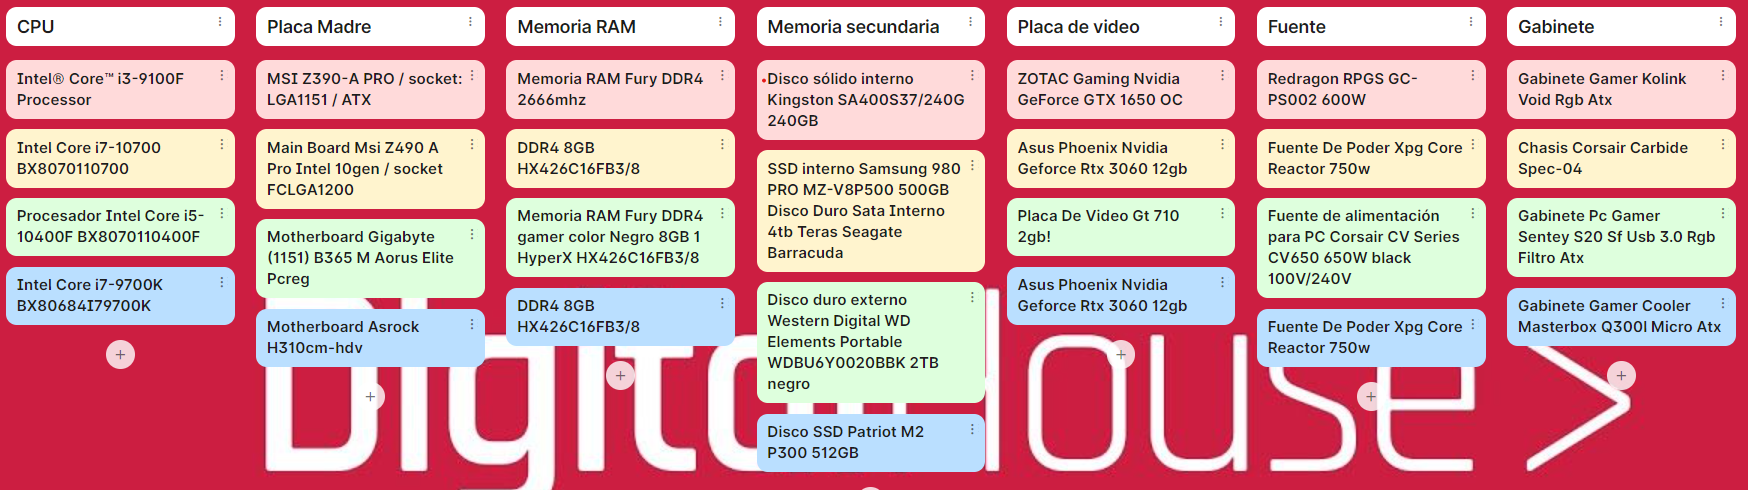 CPU
Intel® Core™ i3-9100F
Processor
Intel Core i7-10700
BX8070110700
Procesador Intel Core i5-
10400F BX8070110400F
Intel Core i7-9700K
BX80684I79700K
Placa Madre
MSI Z390-A PRO / socket:
LGA1151 / ATX
Main Board Msi Z490 A
Pro Intel 10gen / socket
FCLGA1200
Motherboard Gigabyte
(1151) B365 M Aorus Elite
Pcreg
Motherboard Asrock
H310cm-hdv
Memoria RAM
Memoria RAM Fury DDR4
2666mhz
DDR4 8GB
HX426C16FB3/8
Memoria RAM Fury DDR4
gamer color Negro 8GB 1
HyperX HX426C16FB3/8
DDR4 8GB
HX426C16FB3/8
Memoria secundaria
Disco sólido interno
Kingston SA400S37/240G
240GB
SSD interno Samsung 980
PRO MZ-V8P500 500GB
Disco Duro Sata Interno
4tb Teras Seagate
Barracuda
Disco duro externo
Western Digital WD
Elements Portable
WDBU6Y0020BBK 2TB
negro
Disco SSD Patriot M2
P300 512GB
Placa de video
ZOTAC Gaming Nvidia
GeForce GTX 1650 OC
Asus Phoenix Nvidia
Geforce Rtx 3060 12gb
Placa De Video Gt 710
2gb!
Asus Phoenix Nvidia
Geforce Rtx 3060 12gb
Fuente
Redragon RPGS GC-
PS002 600W
Fuente De Poder Xpg Core
Reactor 750w
Fuente de alimentación
para PC Corsair CV Series
CV650 650W black
100V/240V
Fuente De Poder Xpg Core
Reactor 750w
Gabinete
Gabinete Gamer Kolink
Void Rgb Atx
Chasis Corsair Carbide
Spec-04
Gabinete Pc Gamer
Sentey S20 Sf Usb 3.0 Rgb
Filtro Atx
Gabinete Gamer Cooler
Masterbox Q300l Micro Atx
Digital House >